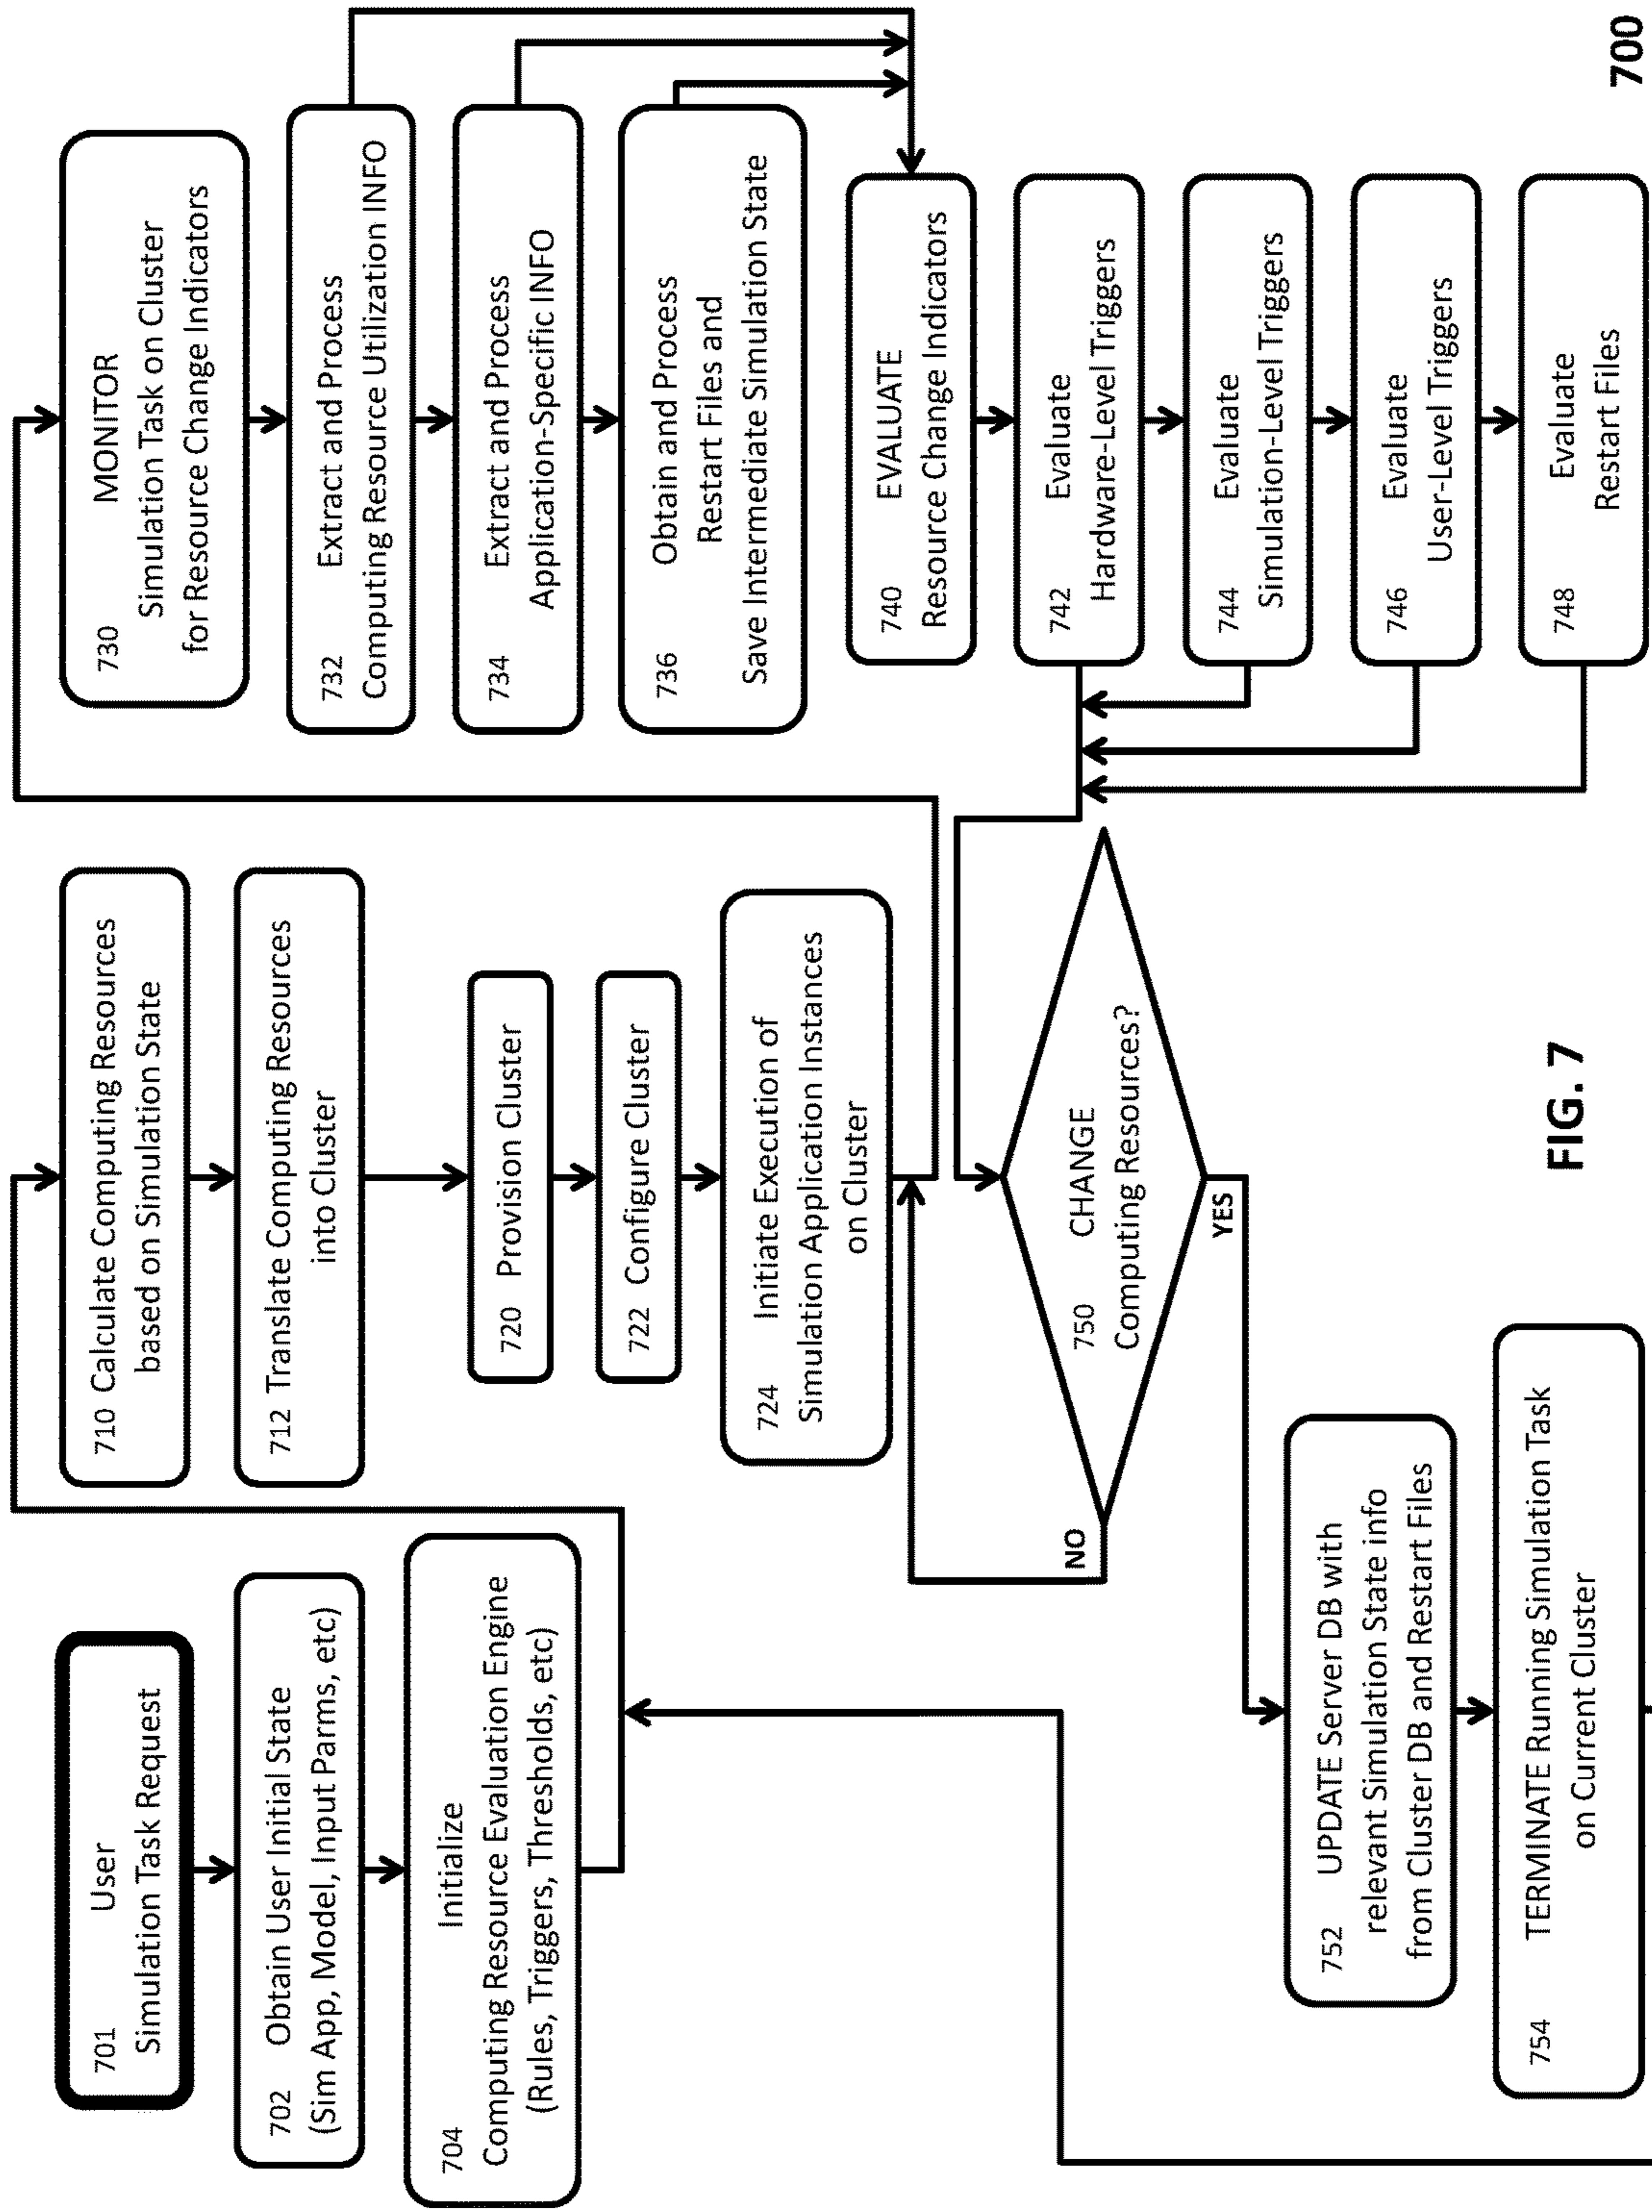 701 User
Simulation Task Request
702 Obtain User Initial State
(Sim App, Model, Input Parms, etc)
704 Initialize
Computing Resource Evaluation Engine
(Rules, Triggers, Thresholds, etc)
710 Calculate Computing Resources
based on Simulation State
712 Translate Computing Resources
into Cluster
720 Provision Cluster
722 Configure Cluster
724 Initiate Execution of
Simulation Application Instances
on Cluster
730 MONITOR
Simulation Task on Cluster
for Resource Change Indicators
732 Extract and Process
Computing Resource Utilization INFO
734 Extract and Process
Application-Specific INFO
736 Obtain and Process
Restart Files and
Save Intermediate Simulation State
740 EVALUATE
Resource Change Indicators
742 Evaluate
Hardware-Level Triggers
744 Evaluate
Simulation-Level Triggers
746 Evaluate
User-Level Triggers
748 Evaluate
Restart Files
750 CHANGE
Computing Resources?
NO
YES
752 UPDATE Server DB with
relevant Simulation State info
from Cluster DB and Restart Files
754 TERMINATE Running Simulation Task
on Current Cluster
FIG. 7
700